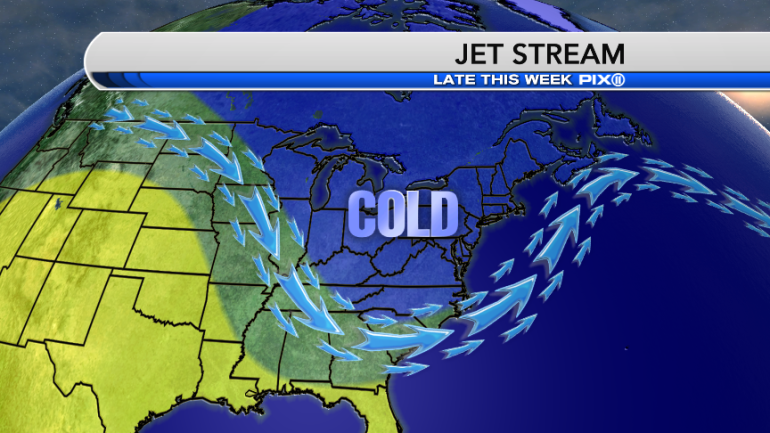 JET STREAM
LATE THIS WEEK PIX11
COLD